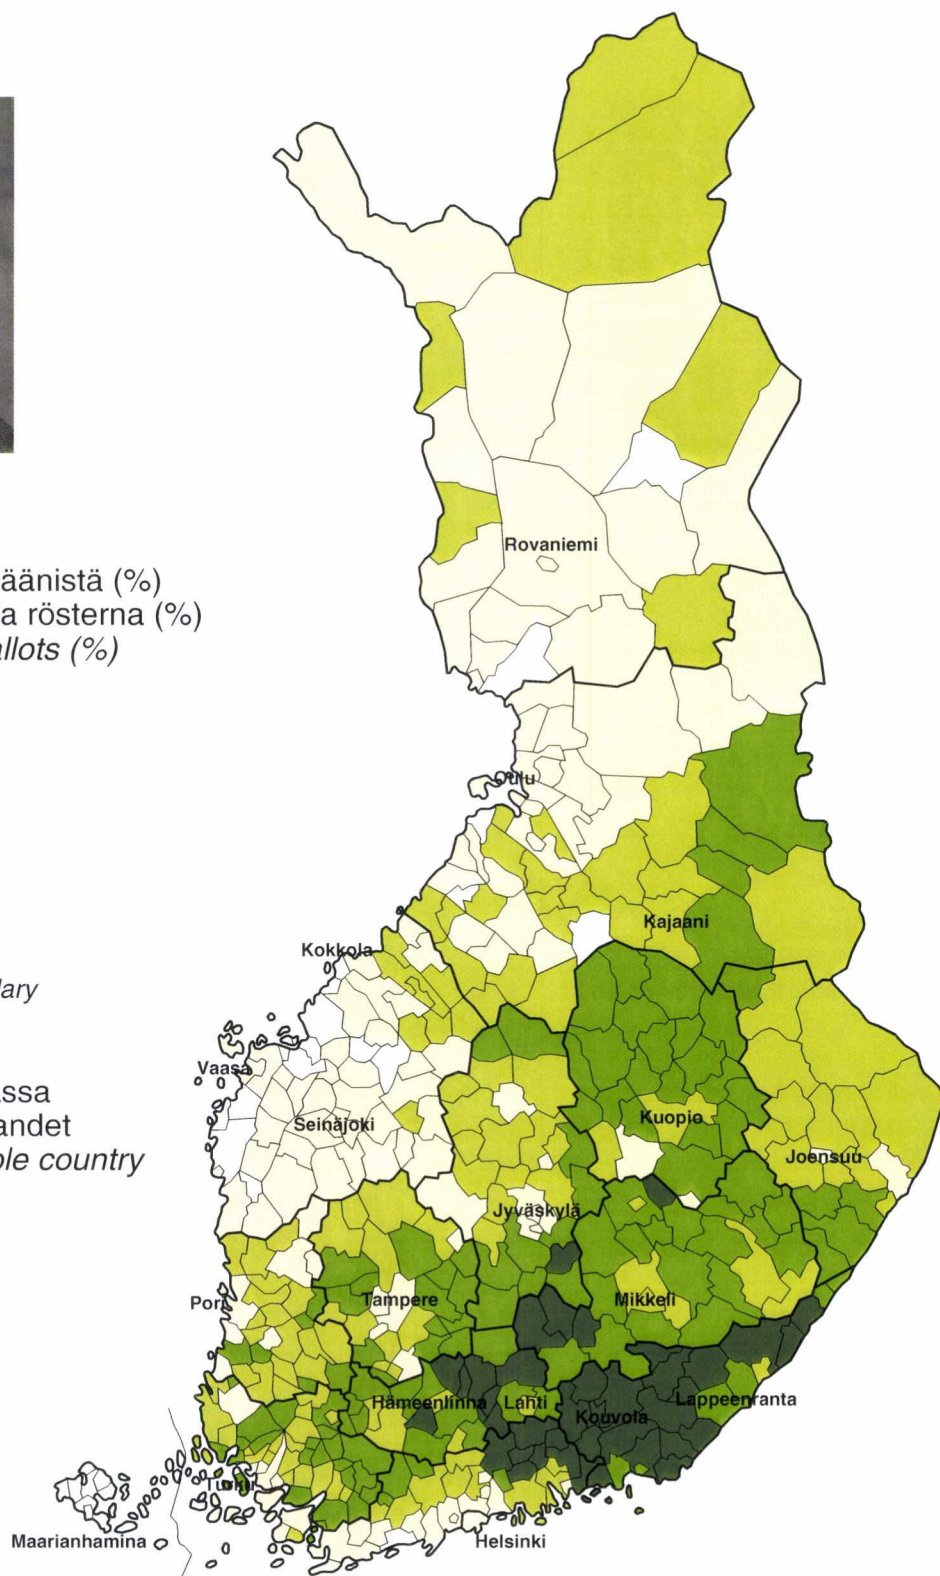 äänistä (%)
a rösterna (%)
allots (%)
lary
assa
andet
ole country
Rovaniemi
Oulu
Kajaani
Kokkola
Vaasa
Seinäjoki
Kuopio
Joensuu
Jyväskylä
Pori
Tampere
Mikkeli
Hämeenlinna
Lahti
Kouvola
Lappeenranta
Turku
Maarianhamina
Helsinki